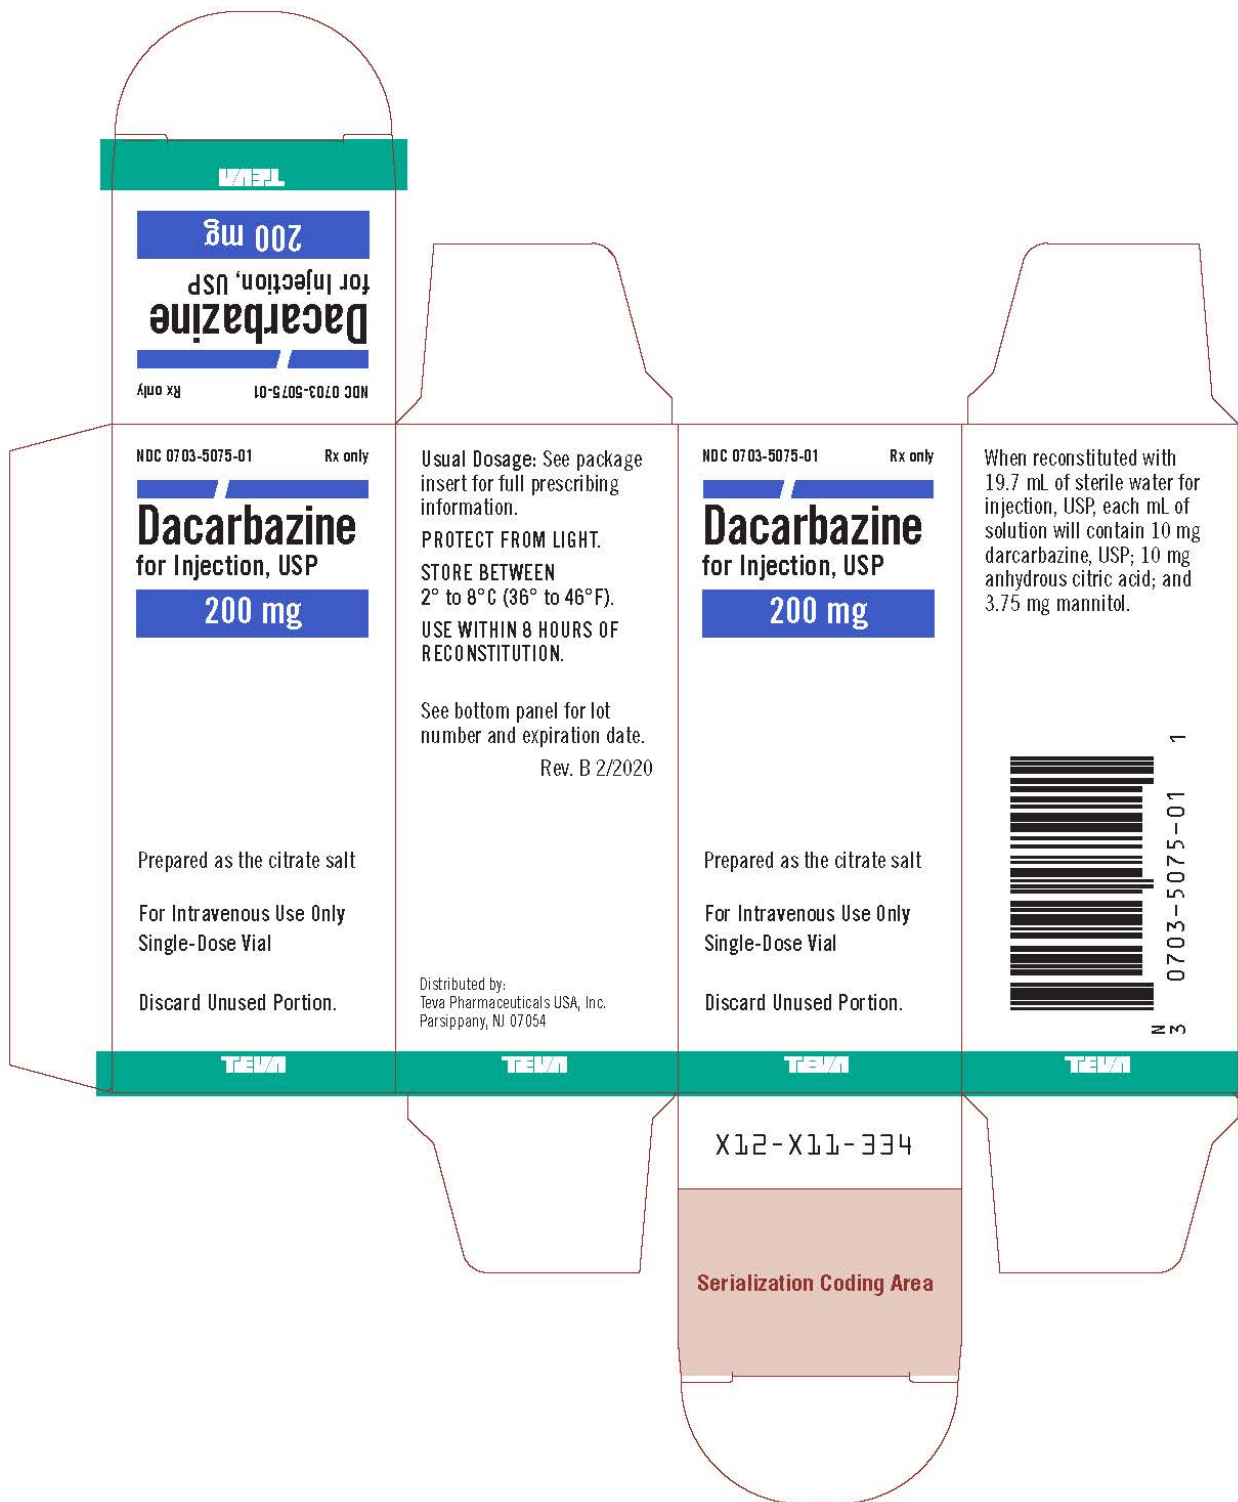 TEVA
200 mg
for Injection, USP
Dacarbazine
NDC 0703-5075-01 Rx only
NDC 0703-5075-01 Rx only
Dacarbazine
for Injection, USP
200 mg
Prepared as the citrate salt
For Intravenous Use Only
Single-Dose Vial
Discard Unused Portion.
TEVA
Usual Dosage: See package
insert for full prescribing
information.
PROTECT FROM LIGHT.
STORE BETWEEN
2° to 8°C (36° to 46°F).
USE WITHIN 8 HOURS OF
RECONSTITUTION.
See bottom panel for lot
number and expiration date.
Rev. B 2/2020
Distributed by:
Teva Pharmaceuticals USA, Inc.
Parsippany, NJ 07054
TEVA
NDC 0703-5075-01 Rx only
Dacarbazine
for Injection, USP
200 mg
Prepared as the citrate salt
For Intravenous Use Only
Single-Dose Vial
Discard Unused Portion.
TEVA
X12-X11-334
Serialization Coding Area
When reconstituted with
19.7 mL of sterile water for
injection, USP, each mL of
solution will contain 10 mg
darcarbazine, USP; 10 mg
anhydrous citric acid; and
3.75 mg mannitol.
N
3 0703-5075-01 1
TEVA